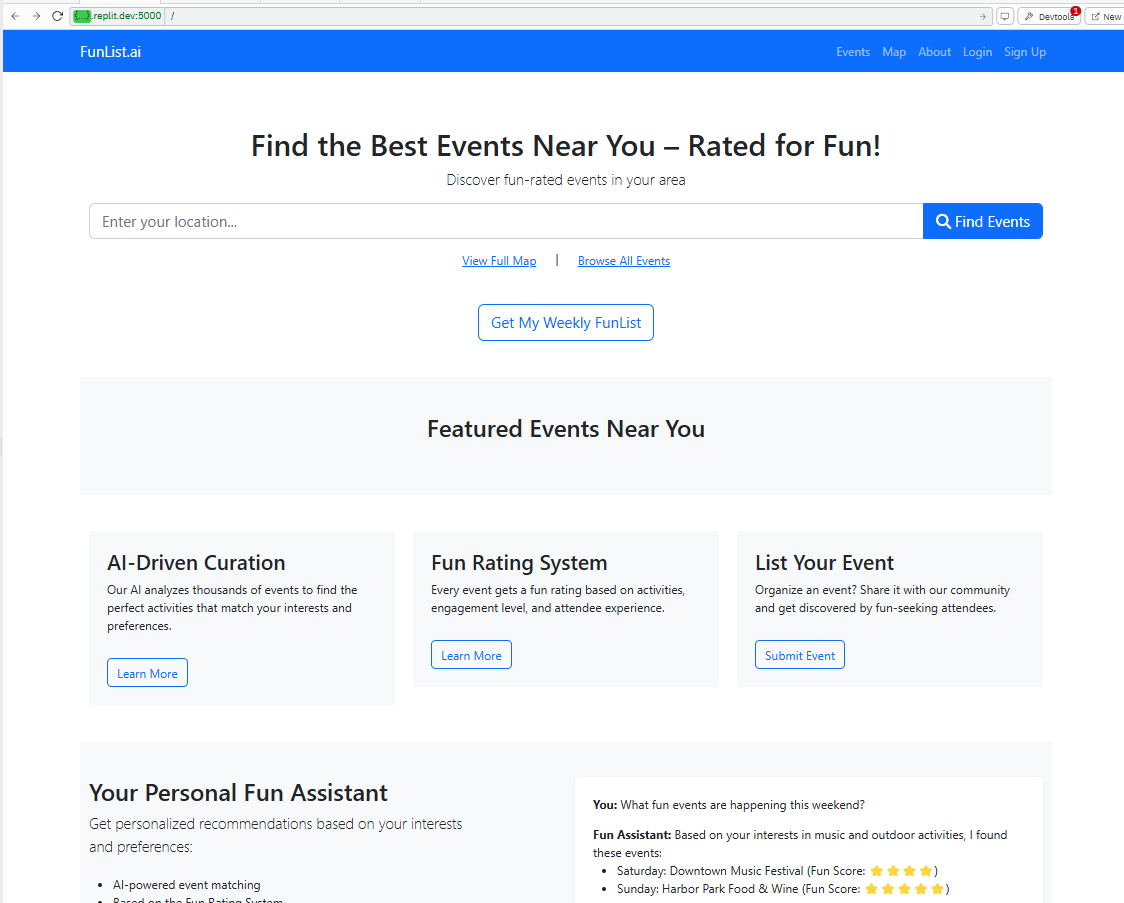 {...}.replit.dev:5000 /
Devtools 1
New
FunList.ai
Events Map About Login Sign Up
Find the Best Events Near You – Rated for Fun!
Discover fun-rated events in your area
Enter your location...
Find Events
View Full Map | Browse All Events
Get My Weekly FunList
Featured Events Near You
AI-Driven Curation
Our AI analyzes thousands of events to find the
perfect activities that match your interests and
preferences.
Learn More
Fun Rating System
Every event gets a fun rating based on activities,
engagement level, and attendee experience.
Learn More
List Your Event
Organize an event? Share it with our community
and get discovered by fun-seeking attendees.
Submit Event
Your Personal Fun Assistant
Get personalized recommendations based on your interests
and preferences:
• AI-powered event matching
• Based on the Fun Rating System
You: What fun events are happening this weekend?
Fun Assistant: Based on your interests in music and outdoor activities, I found
these events:
• Saturday: Downtown Music Festival (Fun Score: ⭐⭐⭐⭐)
• Sunday: Harbor Park Food & Wine (Fun Score: ⭐⭐⭐⭐⭐)